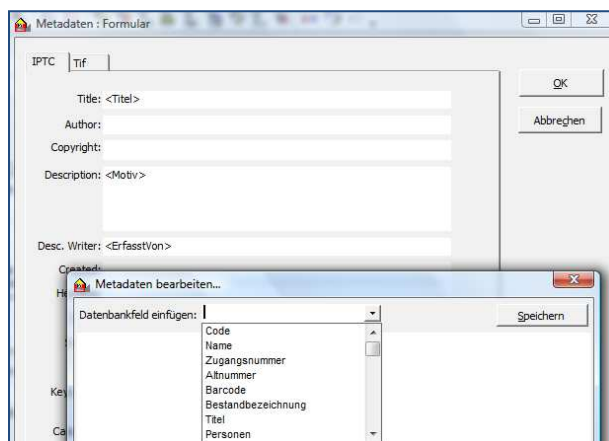 Metadaten : Formular
IPTC Tif
OK
Title: <Titel>
Abbrechen
Author:
Copyright:
Description: <Motiv>
Desc. Writer: <ErfasstVon>
Created:
Metadaten bearbeiten...
Datenbankfeld einfügen:
Speichern
Code
Name
Zugangsnummer
Altnummer
Barcode
Bestandbezeichnung
Titel
Personen